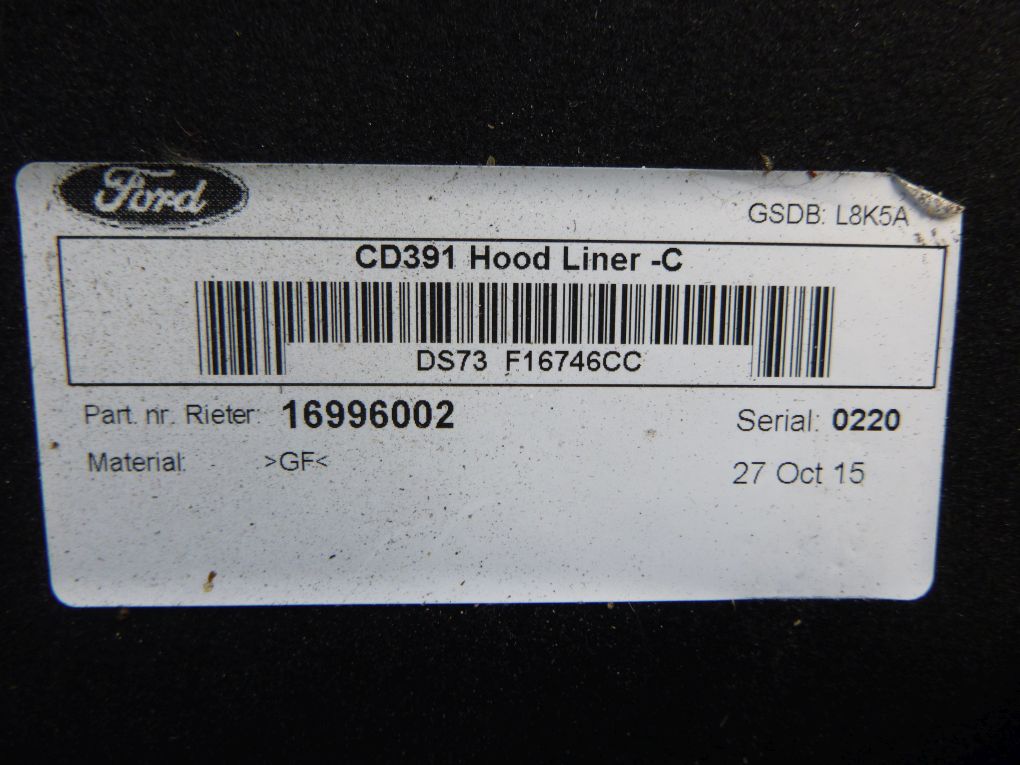 Ford
GSDB: L8K5A
CD391 Hood Liner -C
DS73 F16746CC
Part. nr. Rieter: 16996002
Serial: 0220
Material: >GF<
27 Oct 15